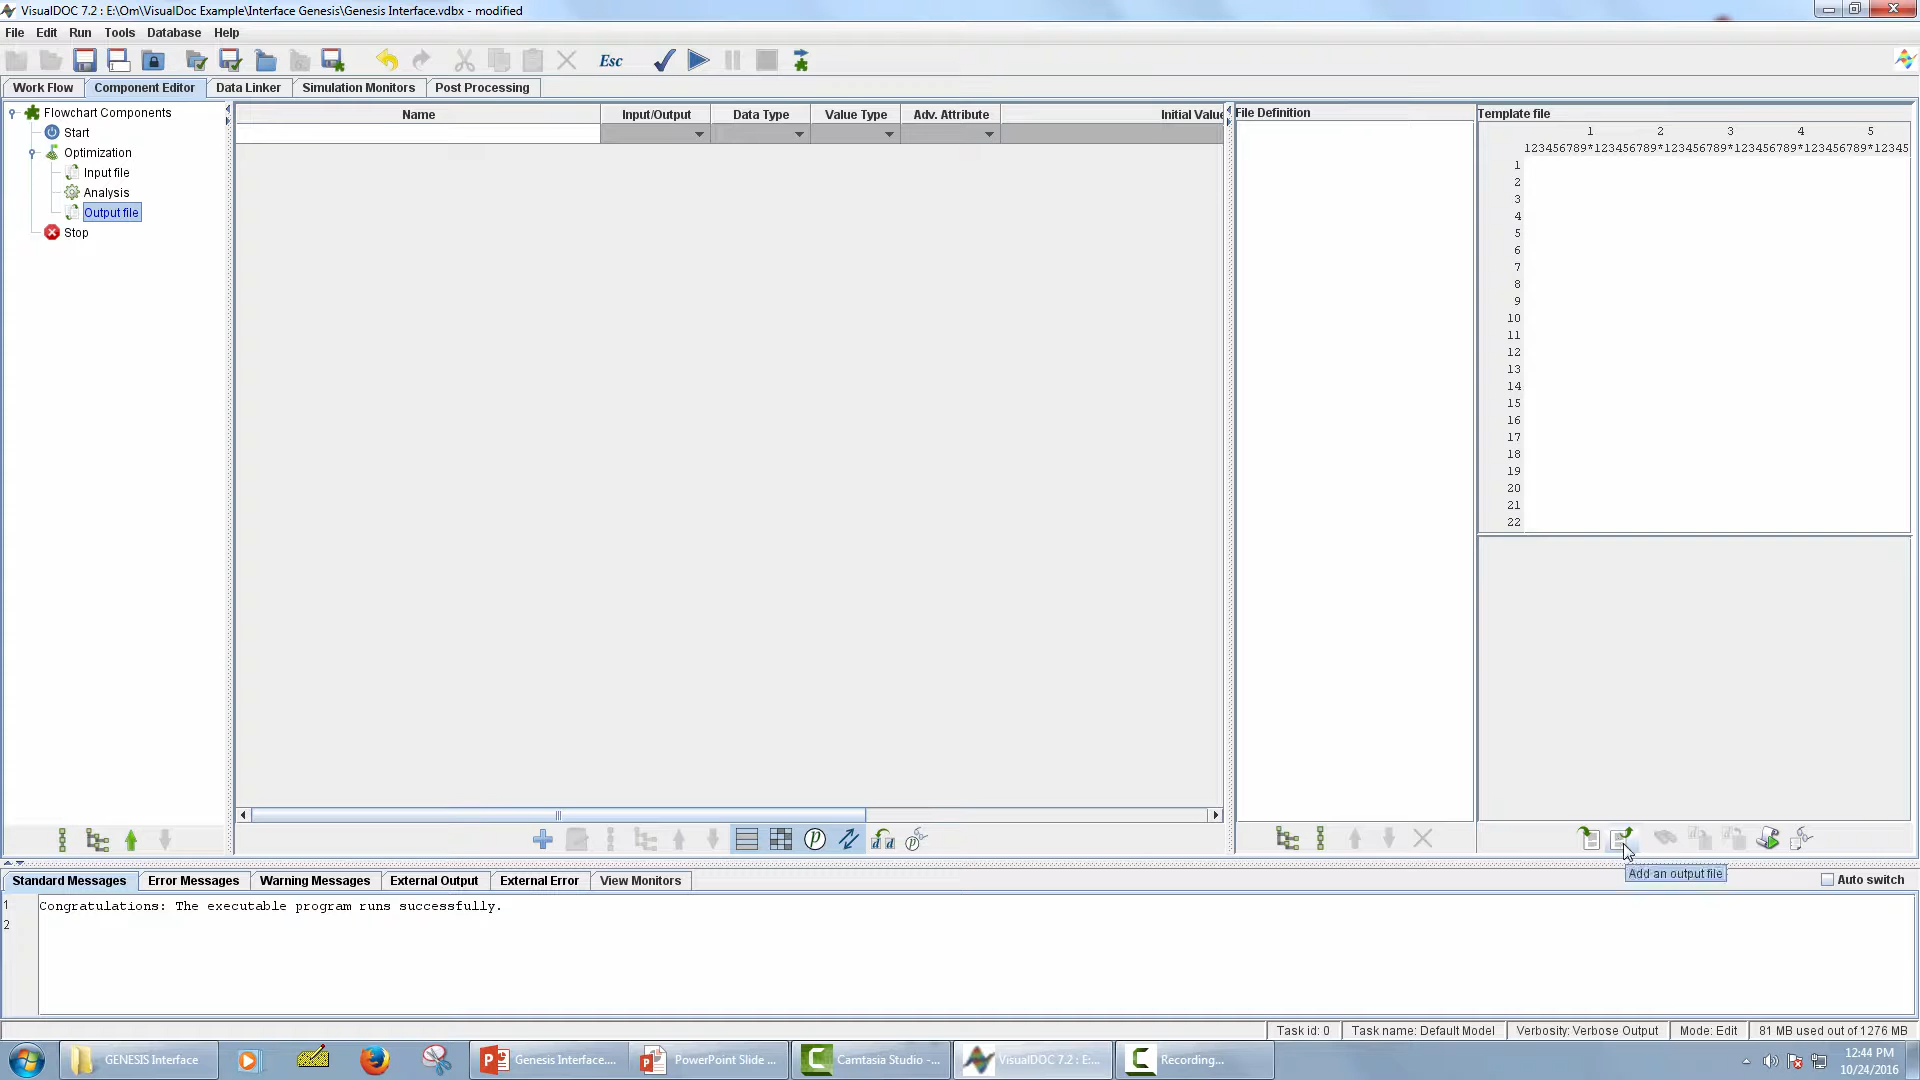 VisualDOC 7.2 : E:\Om\VisualDoc Example\Interface Genesis\Genesis Interface.vdbx - modified
File Edit Run Tools Database Help
Esc
Work Flow Component Editor Data Linker Simulation Monitors Post Processing
Flowchart Components
Start
Optimization
Input file
Analysis
Output file
Stop
Name Input/Output Data Type Value Type Adv. Attribute Initial Value
File Definition
Template file
1 2 3 4 5
123456789*123456789*123456789*123456789*123456789*12345
1
2
3
4
5
6
7
8
9
10
11
12
13
14
15
16
17
18
19
20
21
22
Add an output file
Standard Messages Error Messages Warning Messages External Output External Error View Monitors Auto switch
1 Congratulations: The executable program runs successfully.
2
Task id: 0 Task name: Default Model Verbosity: Verbose Output Mode: Edit 81 MB used out of 1276 MB
GENESIS Interface Genesis Interface.... PowerPoint Slide ... Camtasia Studio -... VisualDOC 7.2 : E:... Recording...
12:44 PM
10/24/2016